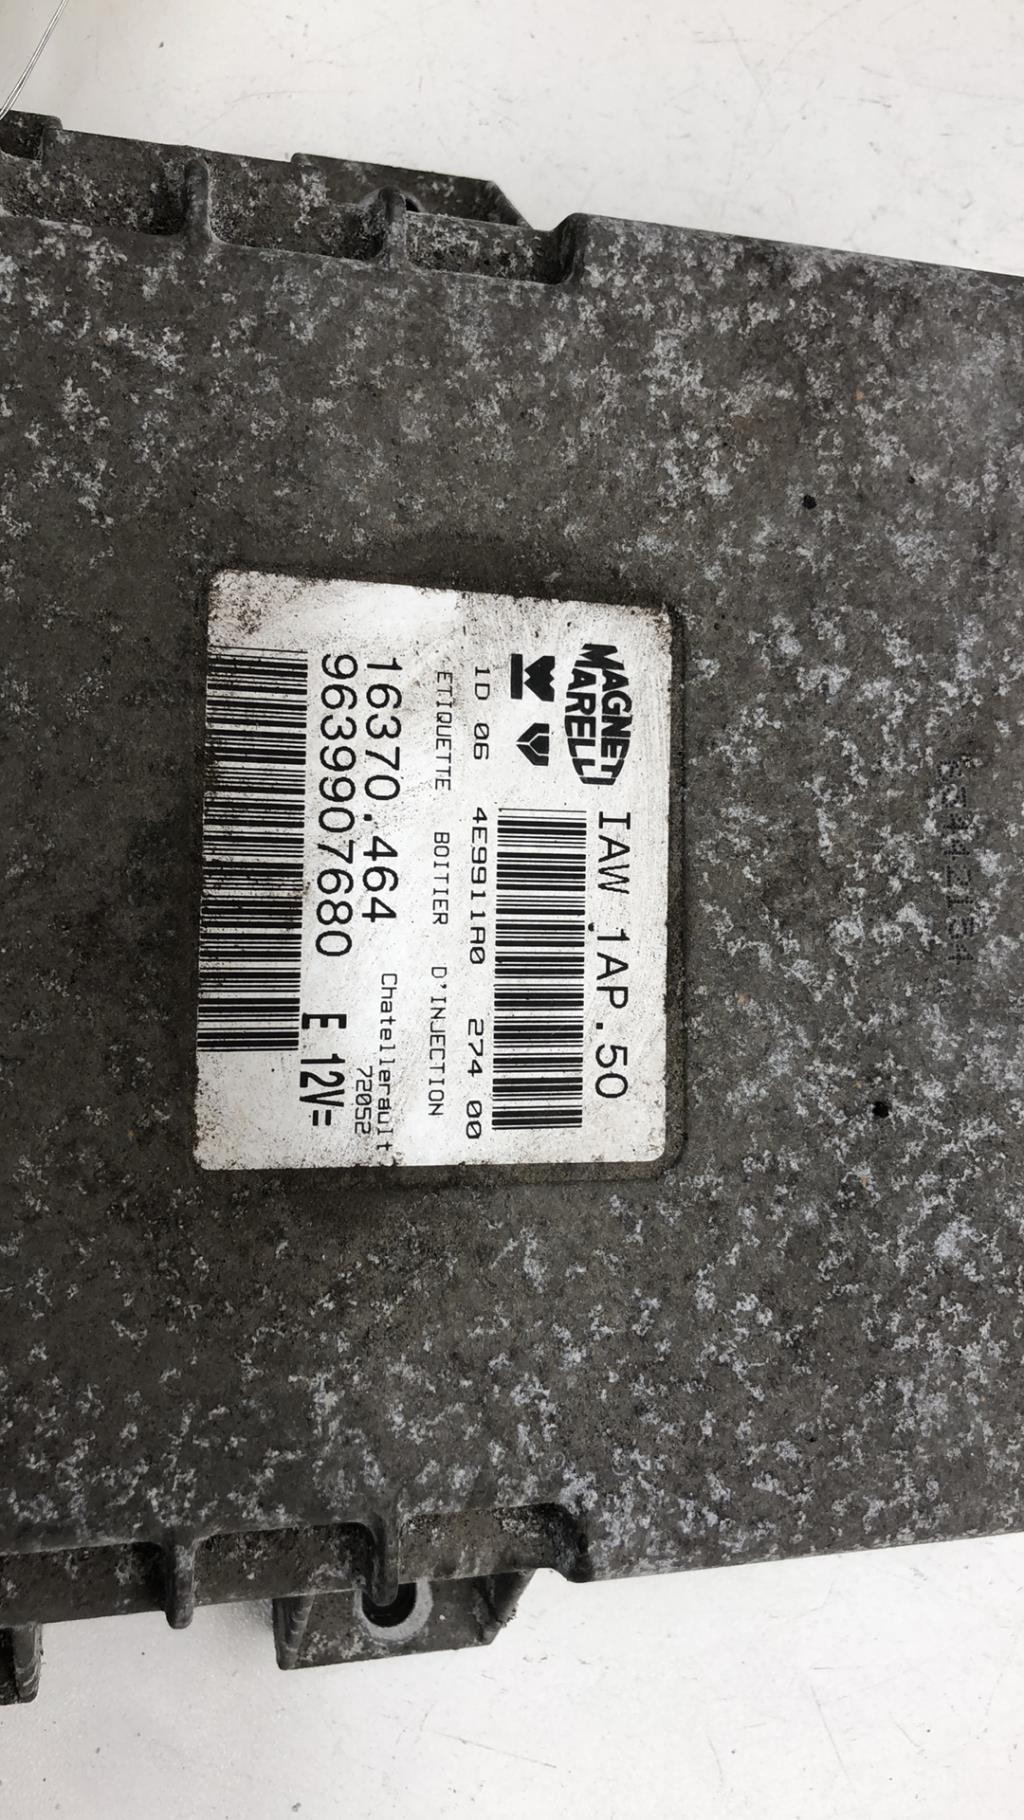 MAGNETI
MARELLI
IAW 1AP.50
1D 06 4E9911A0 274 00
ETIQUETTE BOITIER D'INJECTION
16370.464
Chatellerault
72052
9639907680
E 12V=